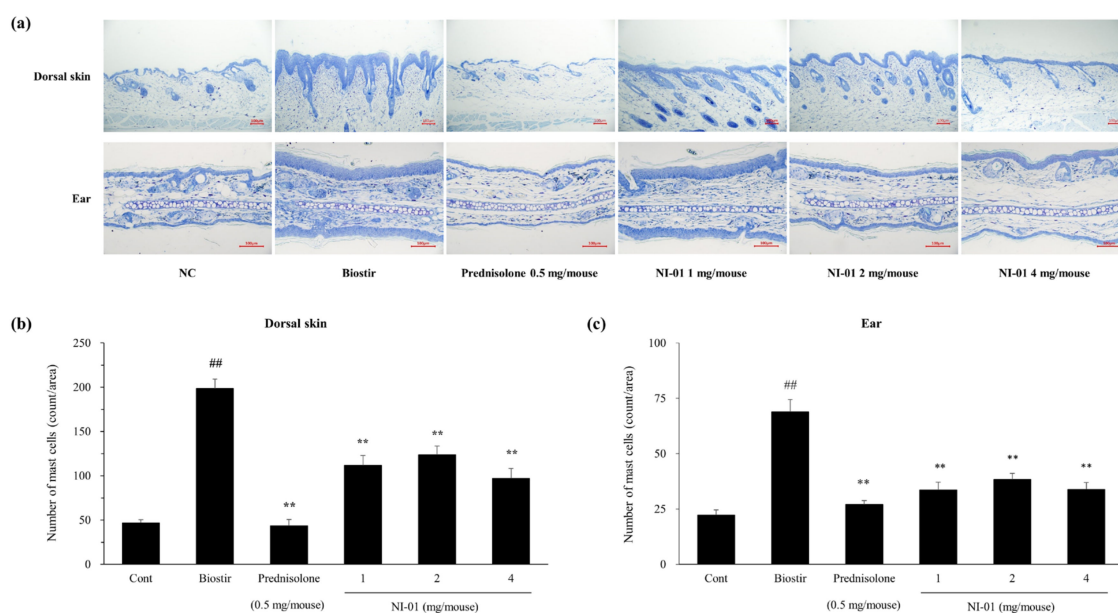 (a)
Dorsal skin
Ear
NC
Biostir
Prednisolone 0.5 mg/mouse
NI-01 1 mg/mouse
NI-01 2 mg/mouse
NI-01 4 mg/mouse
(b)
Dorsal skin
Number of mast cells (count/area)
250
200
150
100
50
0
##
**
**
**
**
Cont
Biostir
Prednisolone
1
2
4
(0.5 mg/mouse)
NI-01 (mg/mouse)
(c)
Ear
Number of mast cells (count/area)
100
75
50
25
0
##
**
**
**
**
Cont
Biostir
Prednisolone
1
2
4
(0.5 mg/mouse)
NI-01 (mg/mouse)